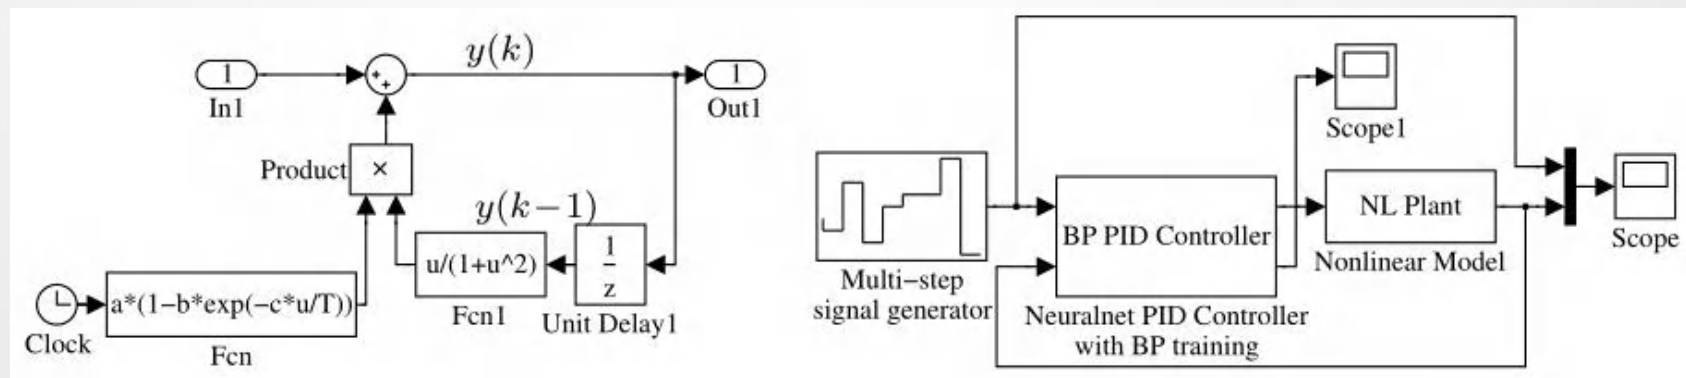 y(k)
1
In1
+
+
1
Out1
Product
×
y(k−1)
u/(1+u^2)
Fcn1
1
z
Unit Delay1
a*(1−b*exp(−c*u/T))
Fcn
Clock
Scope1
Multi−step
signal generator
BP PID Controller
Neuralnet PID Controller
with BP training
NL Plant
Nonlinear Model
Scope